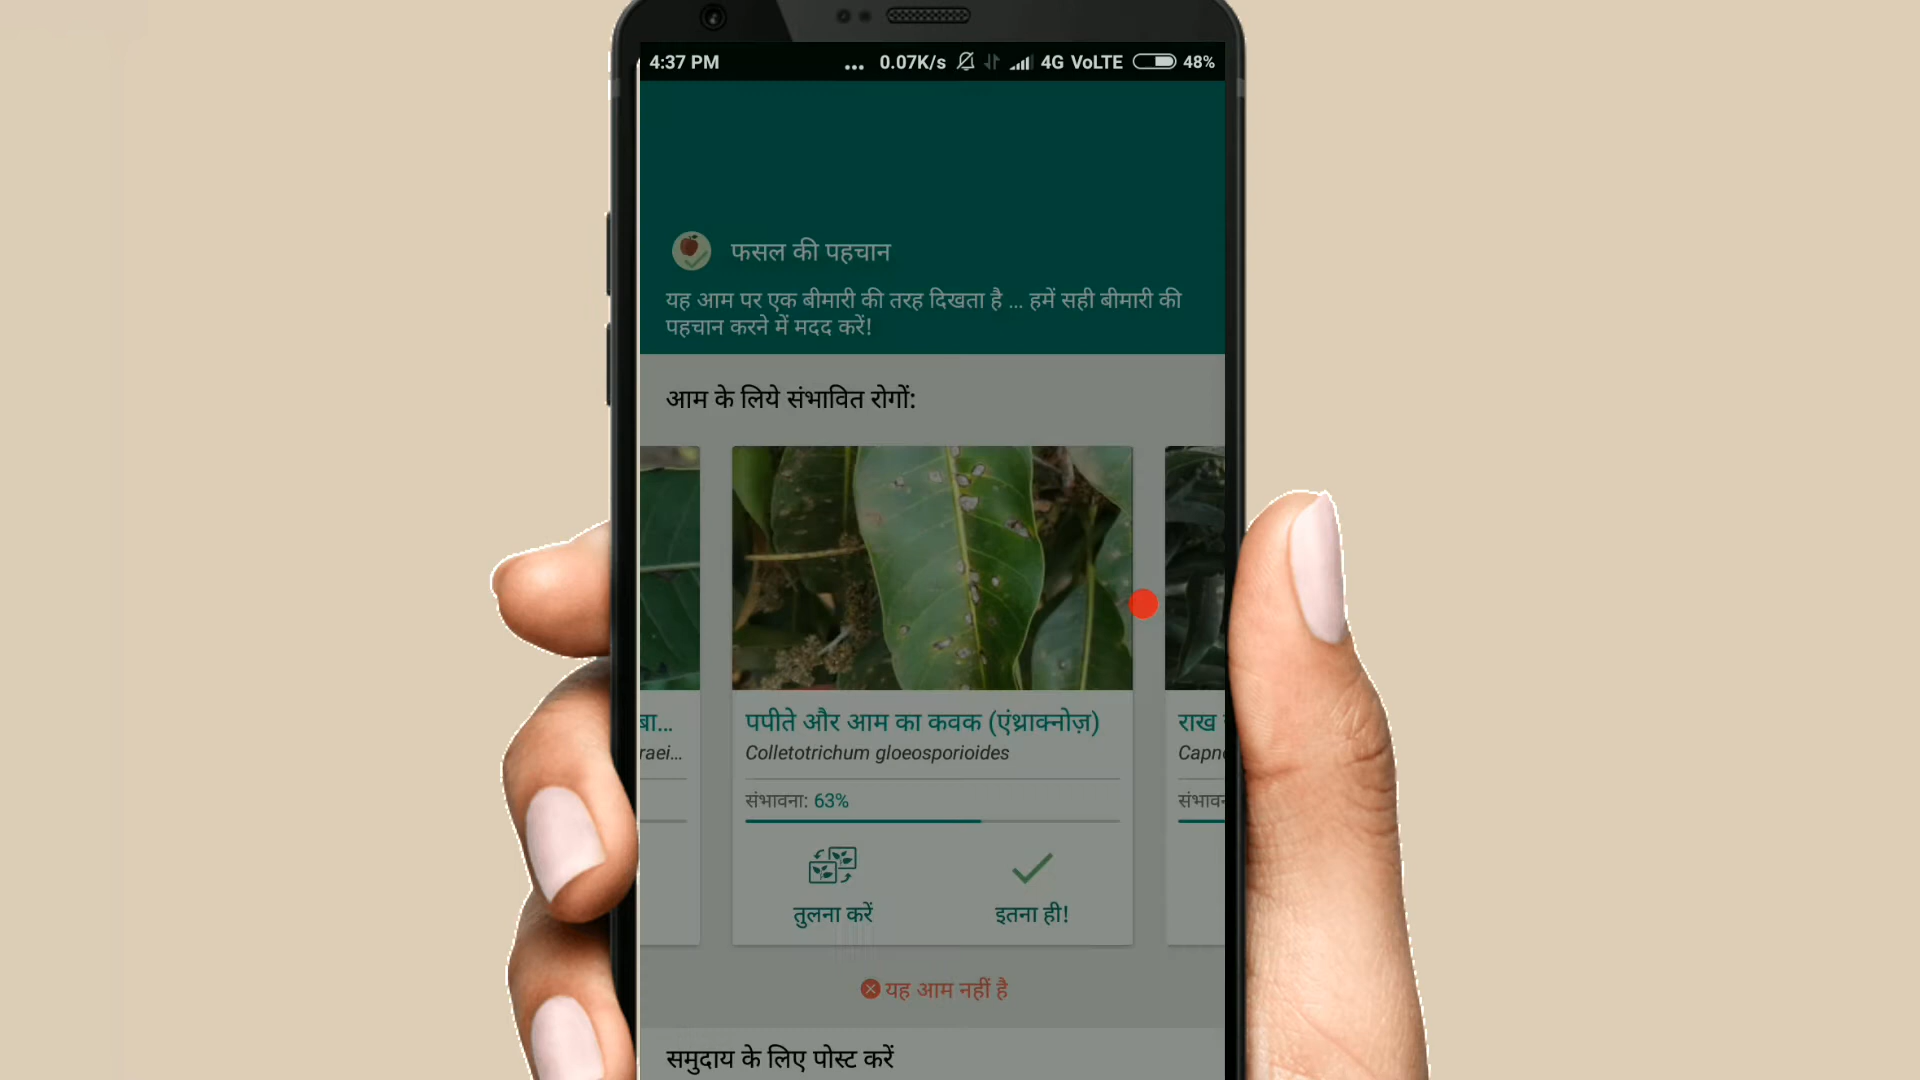 4:37 PM ... 0.07K/s 4G VoLTE 48%
फसल की पहचान
यह आम पर एक बीमारी की तरह दिखता है ... हमें सही बीमारी की
पहचान करने में मदद करें!
आम के लिये संभावित रोगों:
बा...
raei...
पपीते और आम का कवक (एंथ्राक्नोज़)
Colletotrichum gloeosporioides
संभावना: 63%
तुलना करें
इतना ही!
राख
यह आम नहीं है
समुदाय के लिए पोस्ट करें